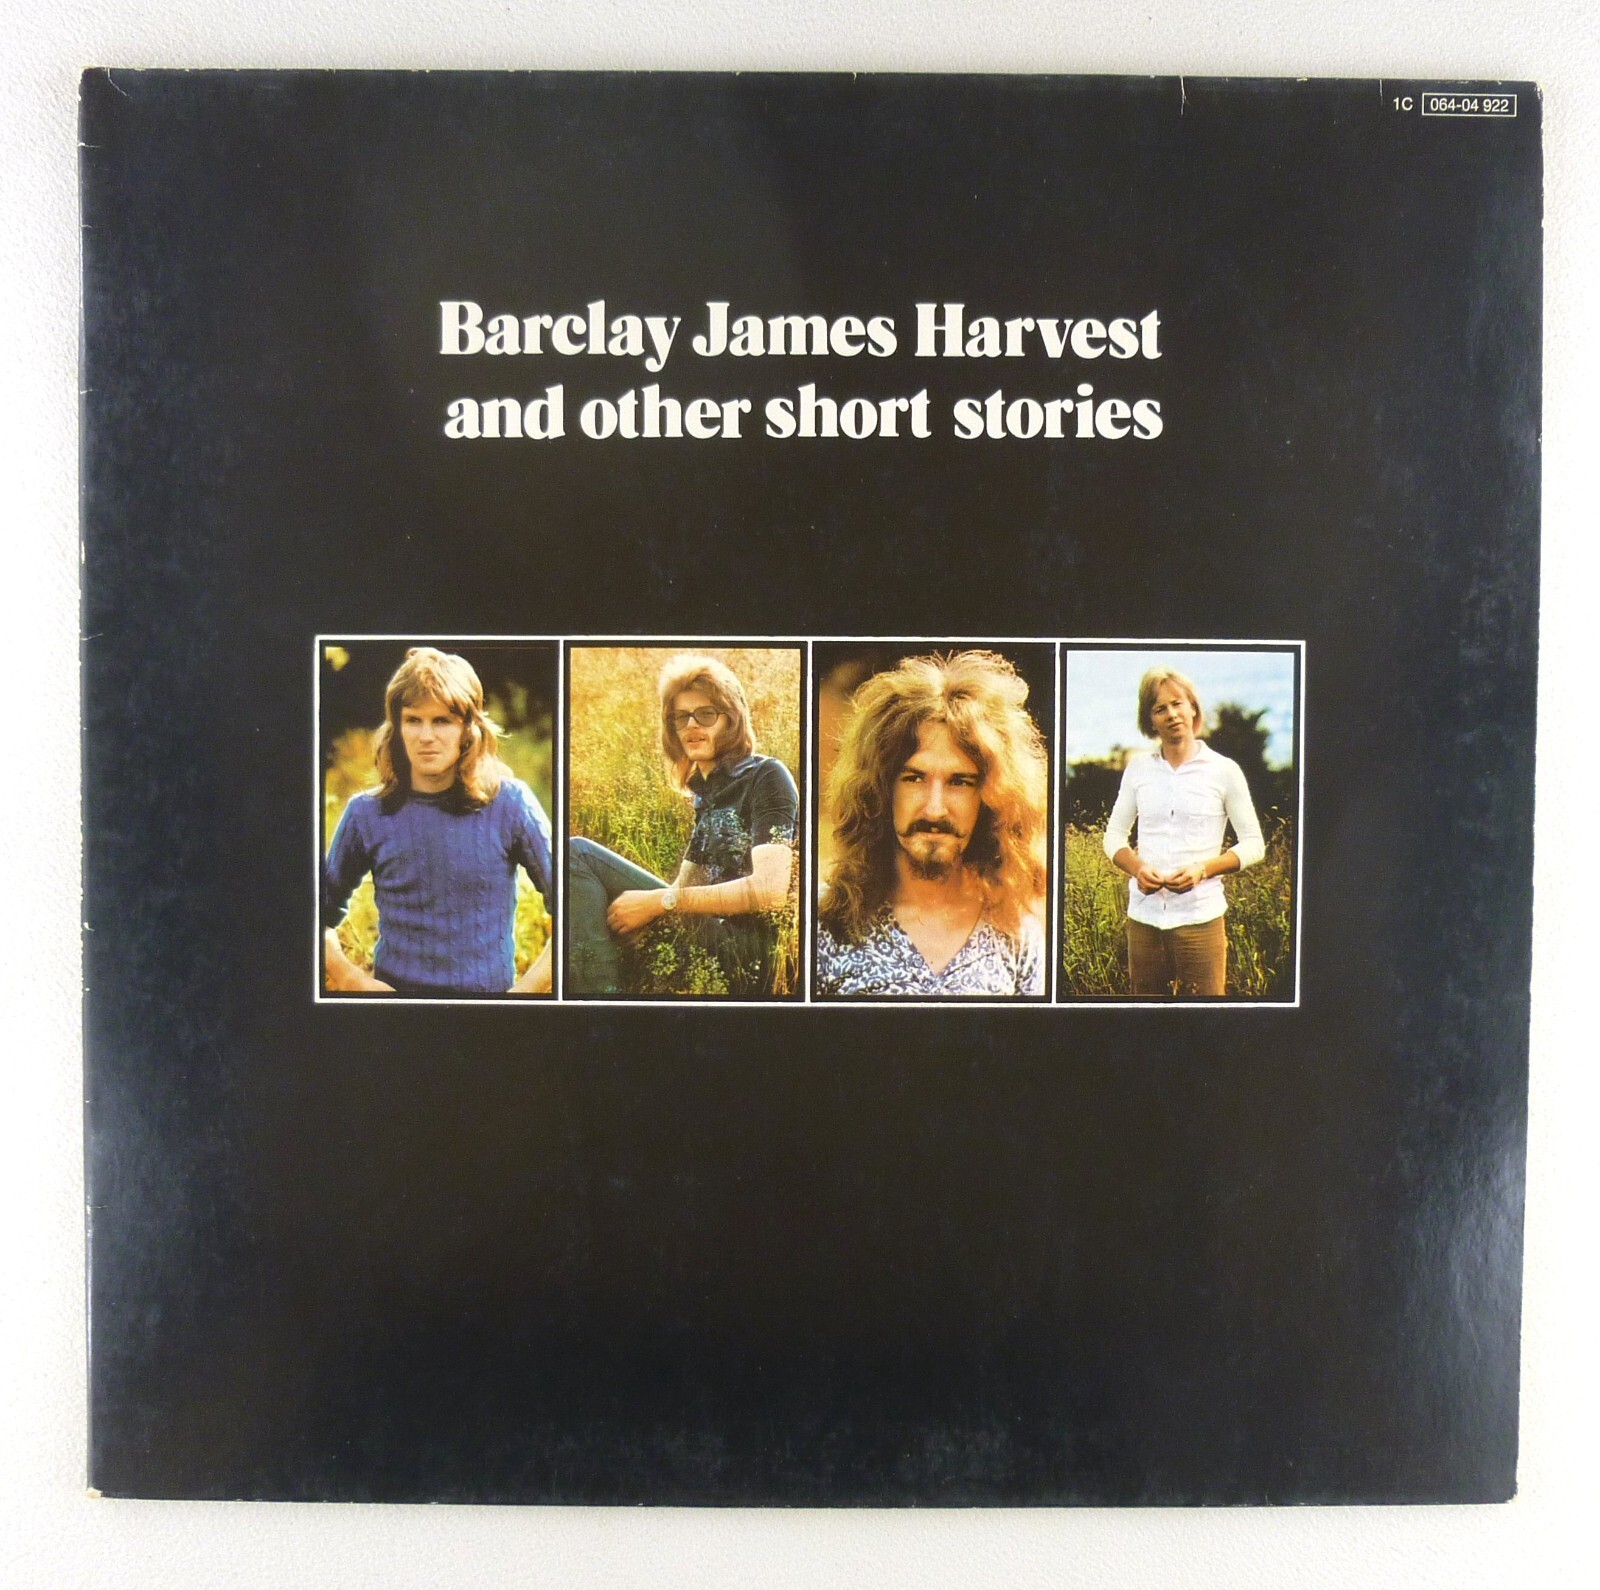 1C 064-04 922
Barclay James Harvest
and other short stories